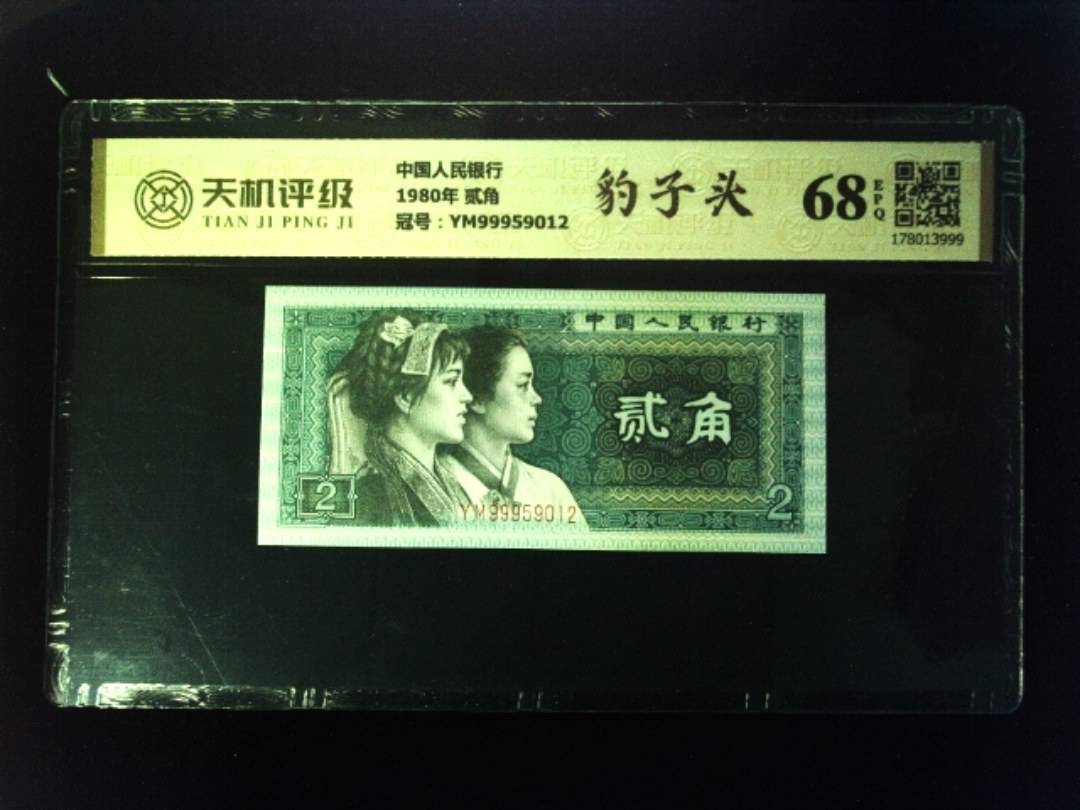 天机评级
TIAN JI PING JI
中国人民银行
1980年 贰角
冠号：YM99959012
豹子头
68
EPQ
178013999
中国人民银行
贰角
2
2
YM99959012